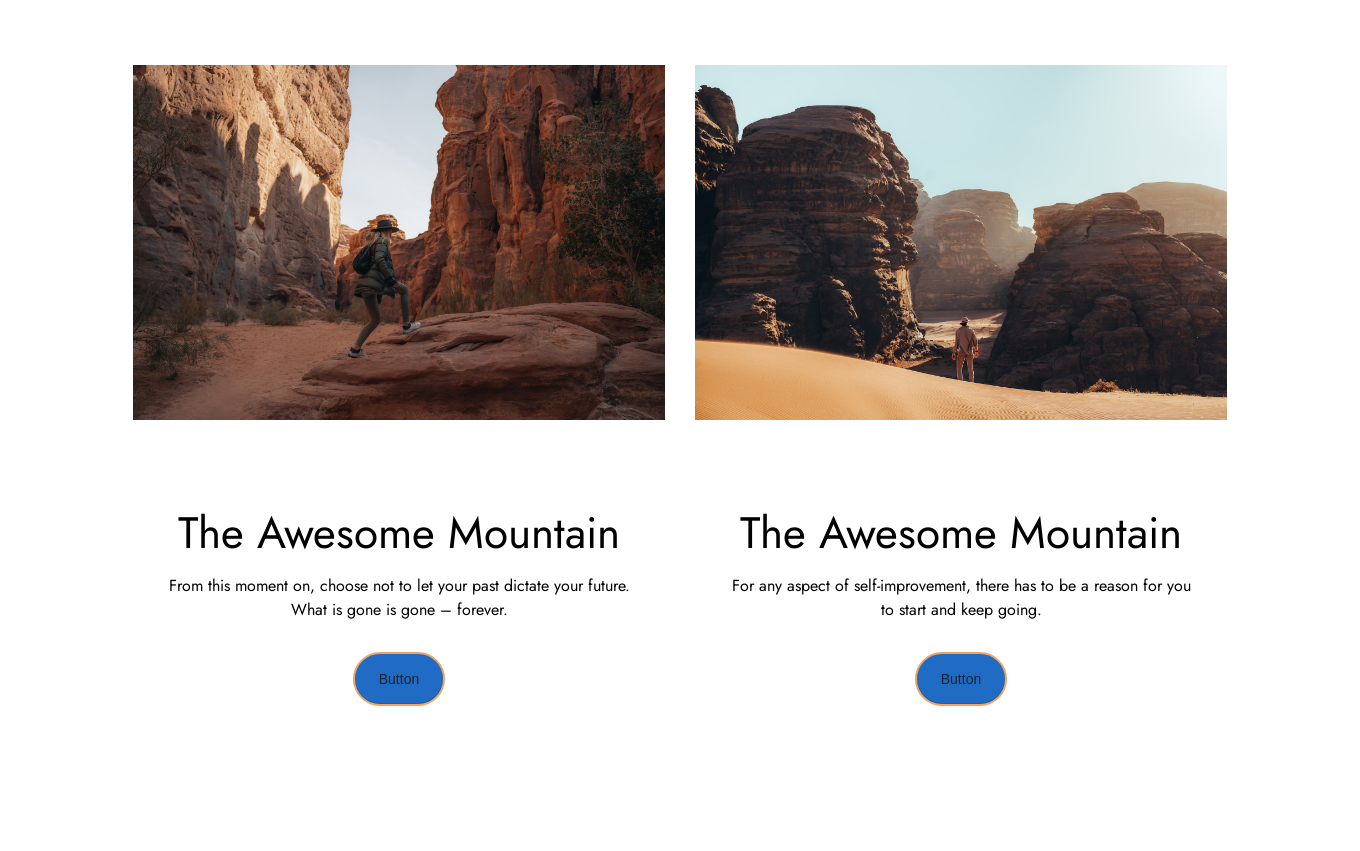 The Awesome Mountain
From this moment on, choose not to let your past dictate your future.
What is gone is gone – forever.
Button
The Awesome Mountain
For any aspect of self-improvement, there has to be a reason for you
to start and keep going.
Button